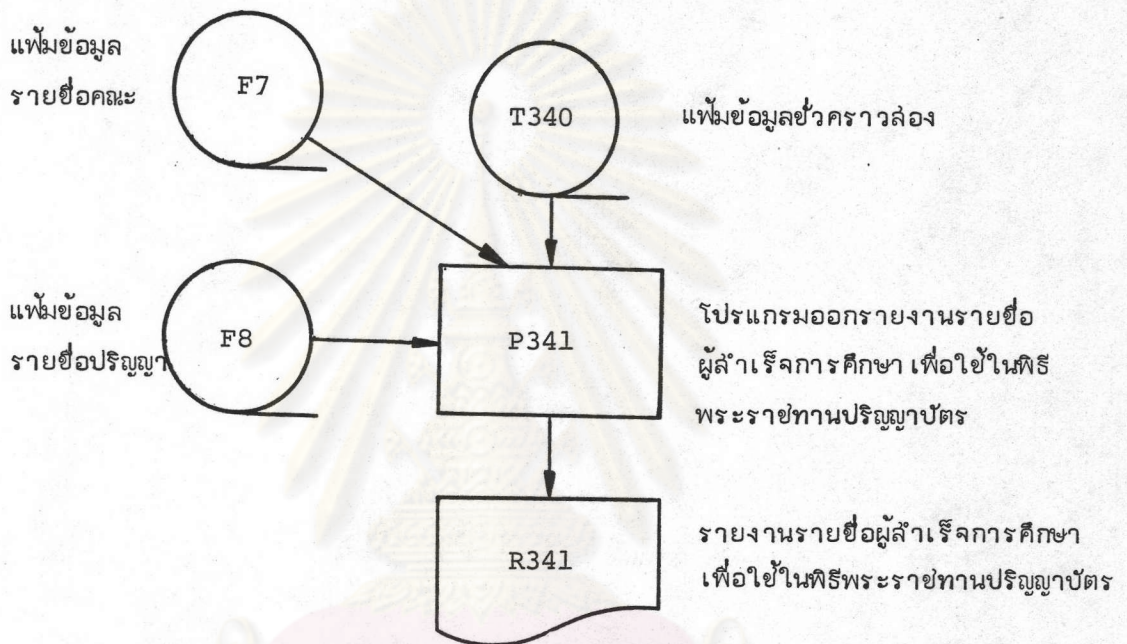 แฟ้มข้อมูล
รายชื่อคณะ
F7
T340
แฟ้มข้อมูลชั่วคราวสอง
แฟ้มข้อมูล
รายชื่อปริญญา
F8
P341
โปรแกรมออกรายงานรายชื่อ
ผู้สำเร็จการศึกษา เพื่อใช้ในพิธี
พระราชทานปริญญาบัตร
R341
รายงานรายชื่อผู้สำเร็จการศึกษา
เพื่อใช้ในพิธีพระราชทานปริญญาบัตร